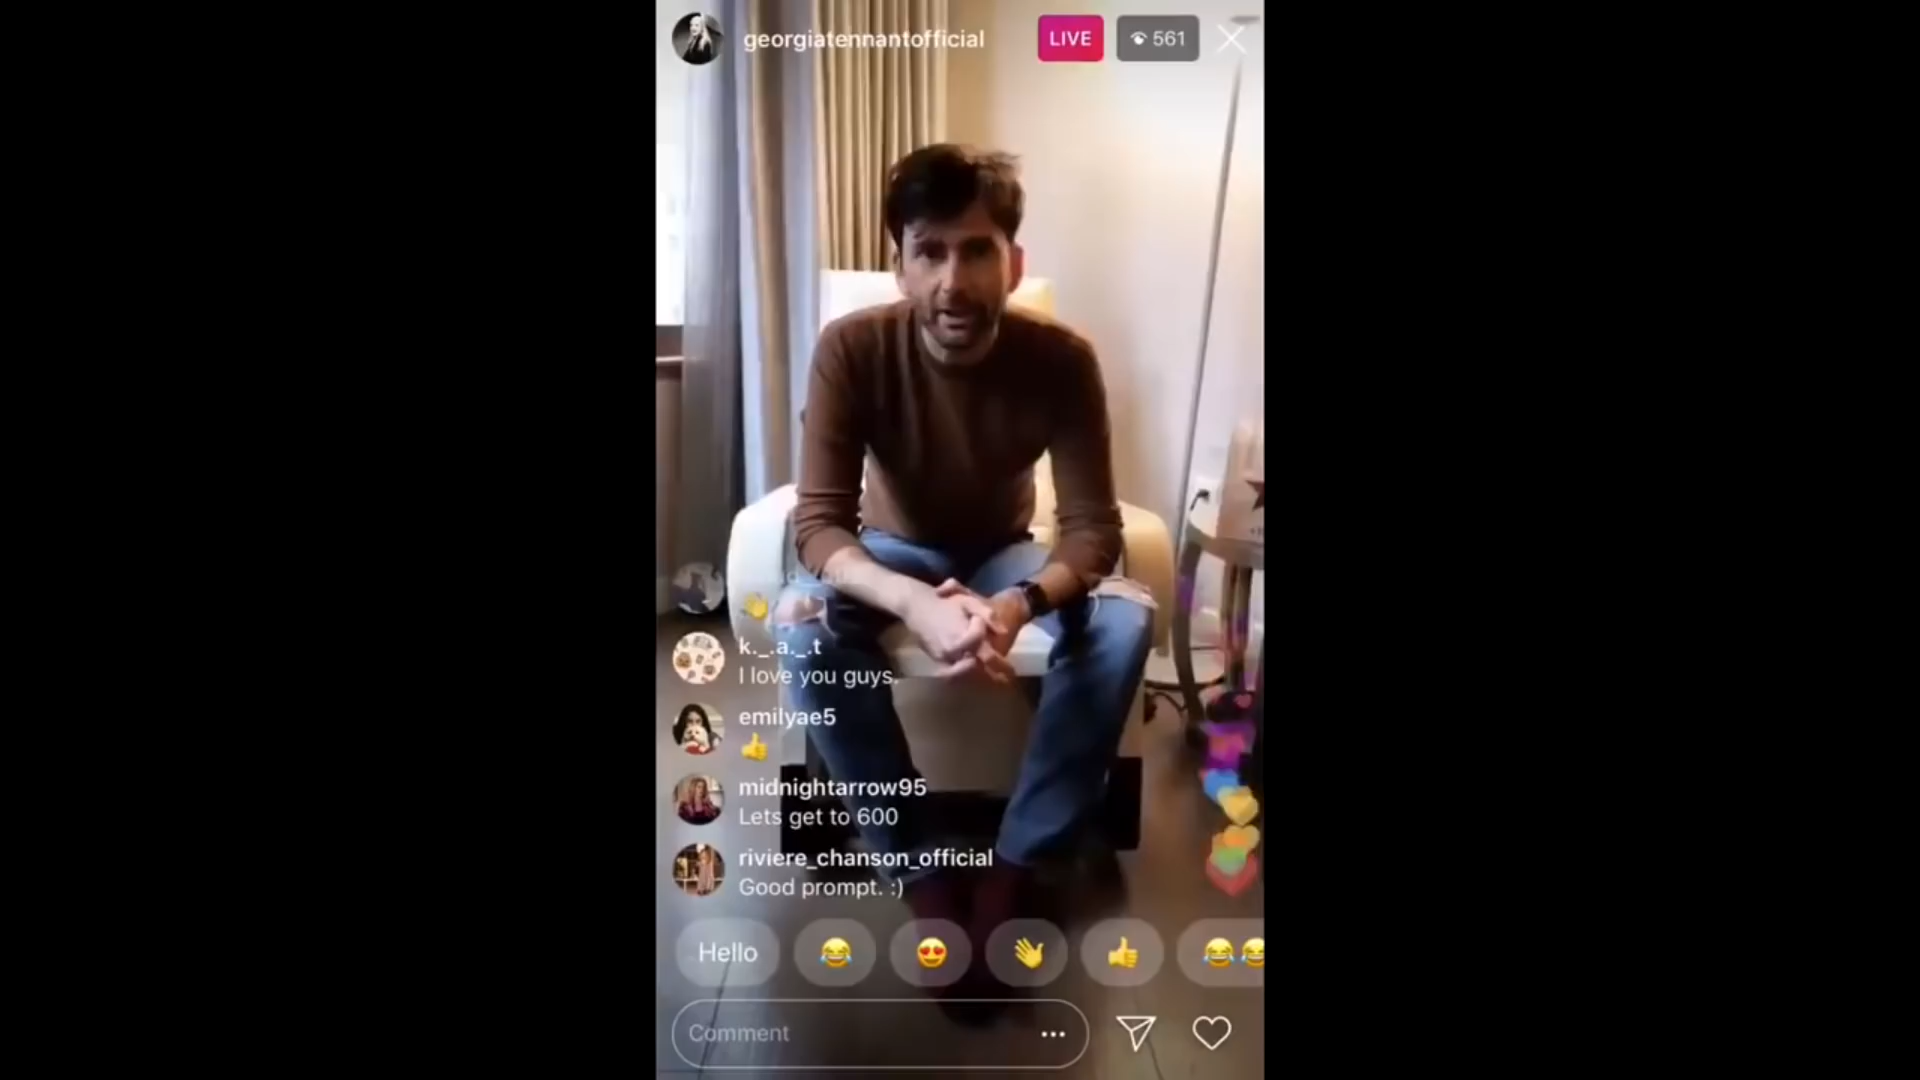 georgiatennantofficial
LIVE
561
k._.a._.t
I love you guys.
emilyae5
midnightarrow95
Lets get to 600
riviere_chanson_official
Good prompt. :)
Hello
Comment